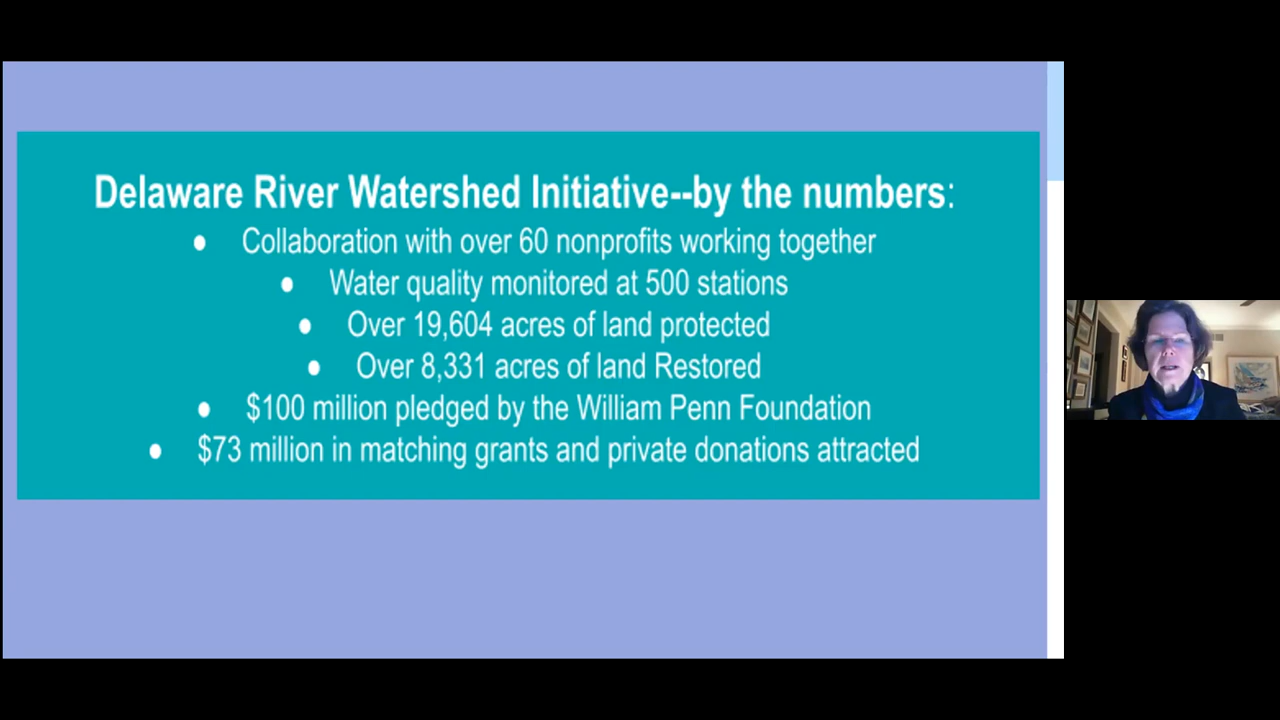 Delaware River Watershed Initiative--by the numbers:
● Collaboration with over 60 nonprofits working together
● Water quality monitored at 500 stations
● Over 19,604 acres of land protected
● Over 8,331 acres of land Restored
● $100 million pledged by the William Penn Foundation
● $73 million in matching grants and private donations attracted